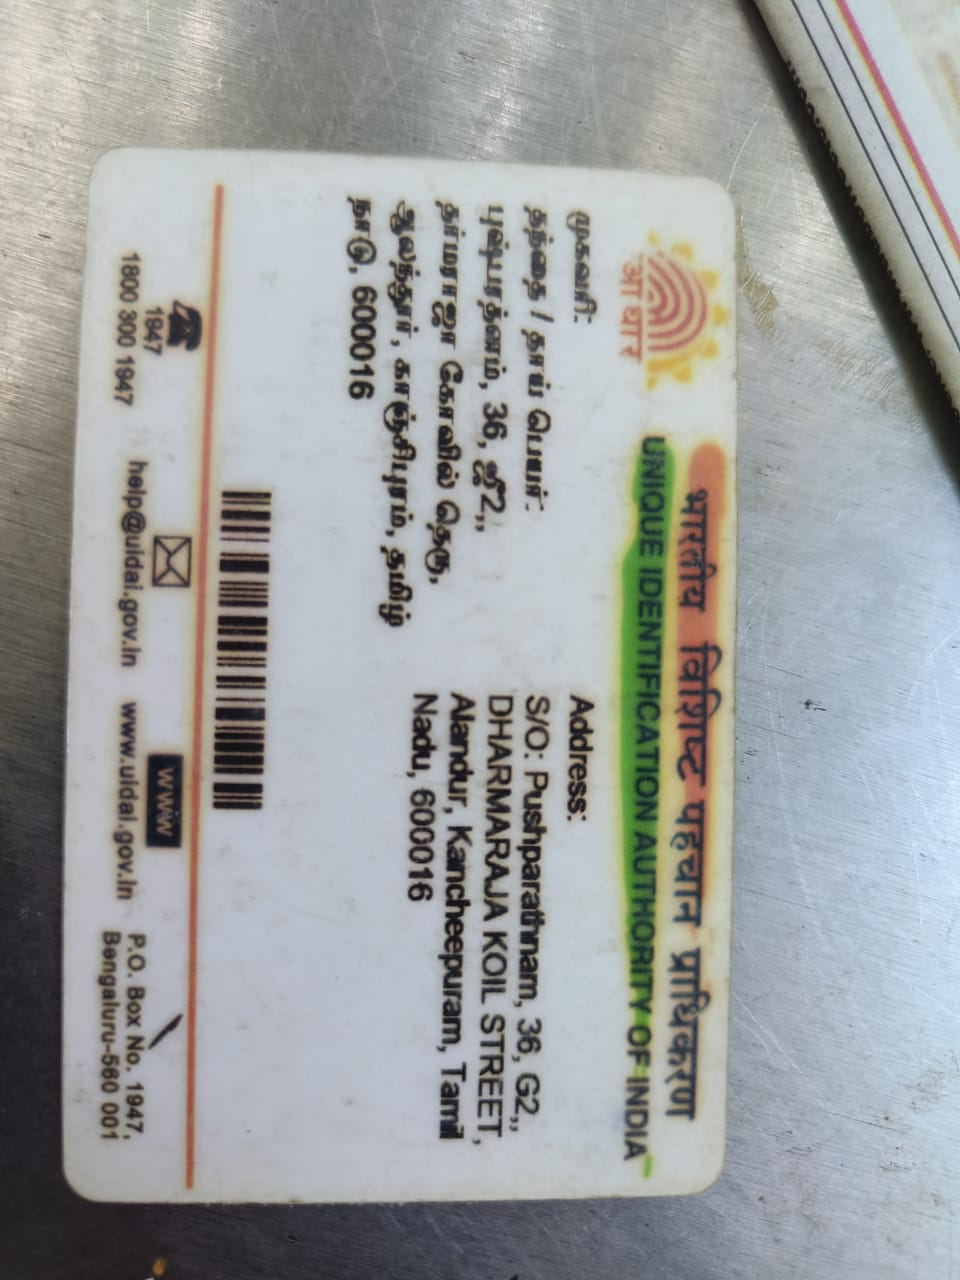 भारतीय विशिष्ट पहचान प्राधिकरण
UNIQUE IDENTIFICATION AUTHORITY OF INDIA
आधार
முகவரி:
தந்தை / தாய் பெயர்:
புஷ்பரத்னம், 36, ஜி2,,
தர்மராஜா கோவில் தெரு,
ஆலந்தூர், காஞ்சிபுரம், தமிழ்
நாடு, 600016
Address:
S/O: Pushparathnam, 36, G2,,
DHARMARAJA KOIL STREET,
Alandur, Kancheepuram, Tamil
Nadu, 600016
1947
1800 300 1947
help@uidai.gov.in
www
www.uidai.gov.in
P.O. Box No. 1947,
Bengaluru-560 001